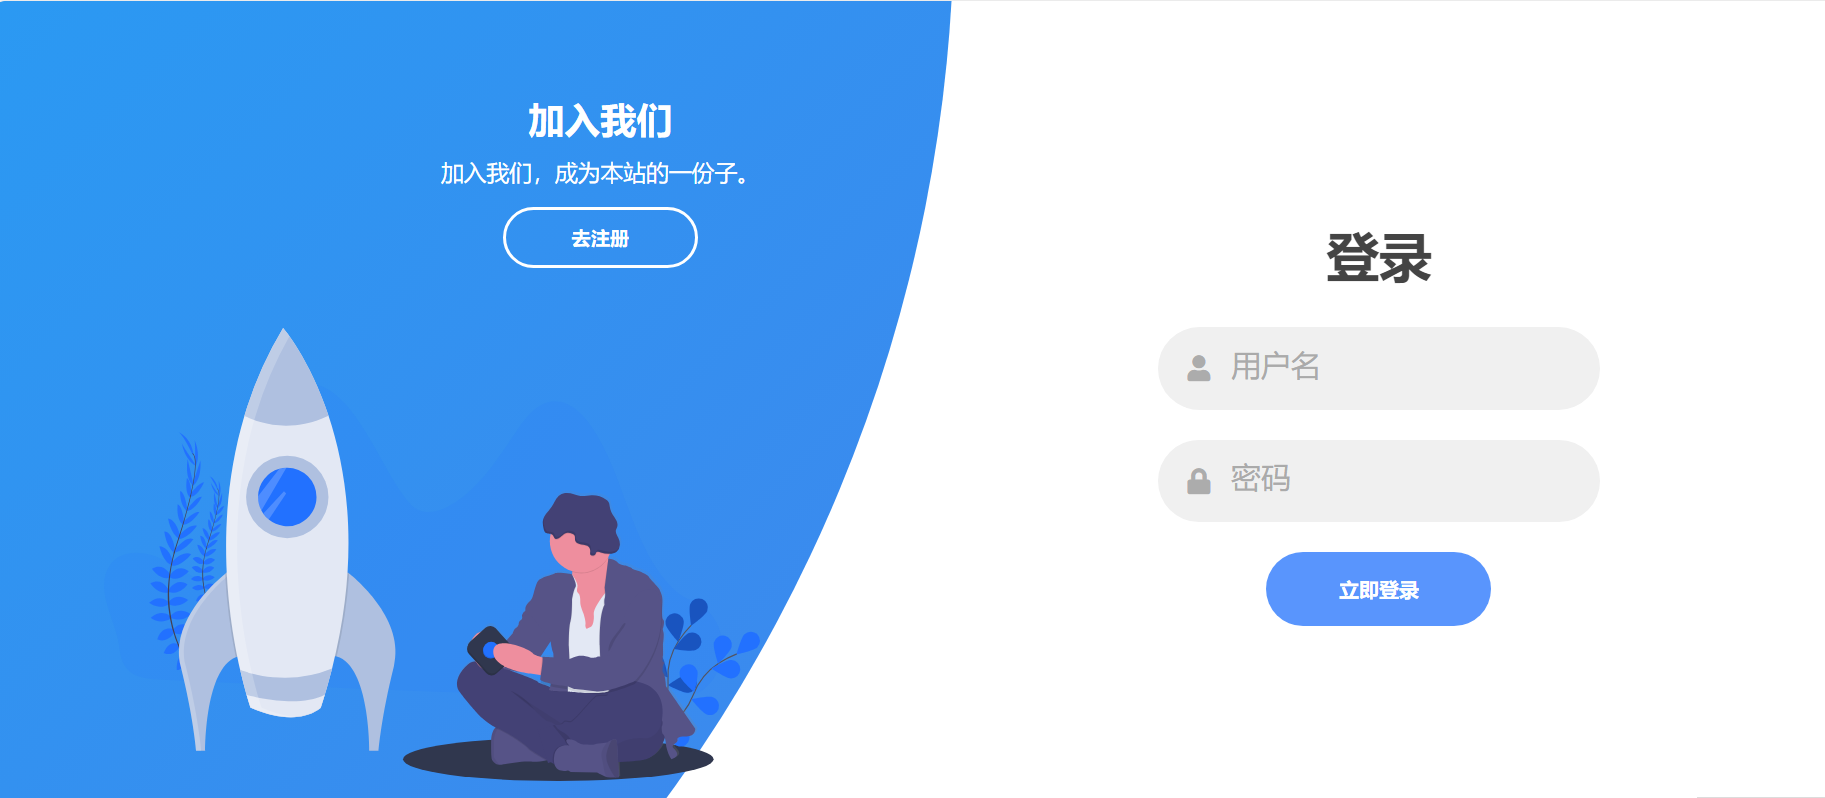 加入我们
加入我们，成为本站的一份子。
去注册
登录
用户名
密码
立即登录